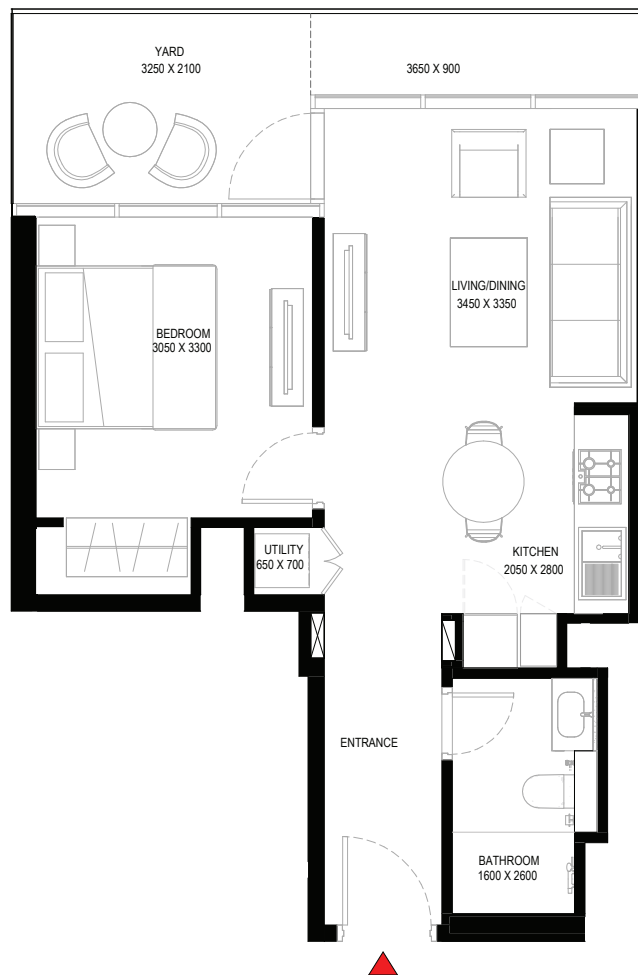 YARD
3250 X 2100
3650 X 900
LIVING/DINING
3450 X 3350
BEDROOM
3050 X 3300
UTILITY
650 X 700
KITCHEN
2050 X 2800
ENTRANCE
BATHROOM
1600 X 2600